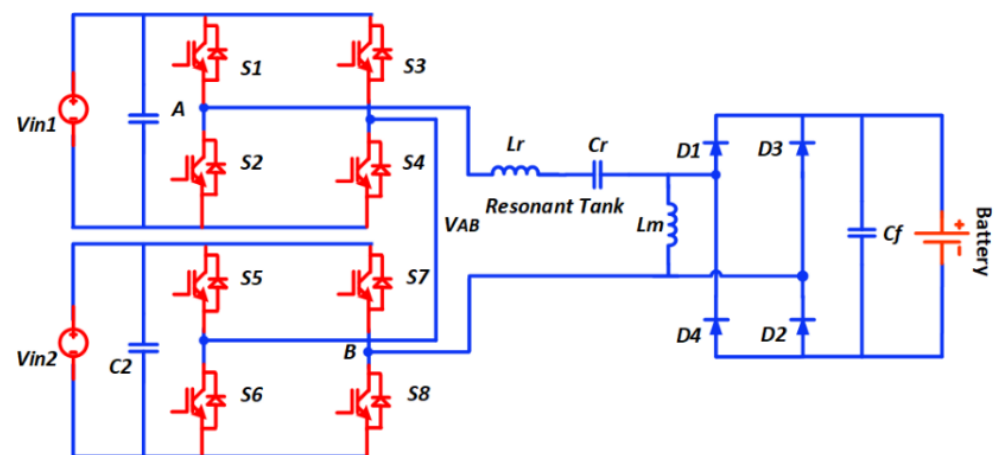 Vin1
S1
S3
A
S2
S4
Lr
Cr
Resonant Tank
Lm
VAB
D1
D3
Cf
+
Battery
Vin2
C2
S5
S7
B
S6
S8
D4
D2